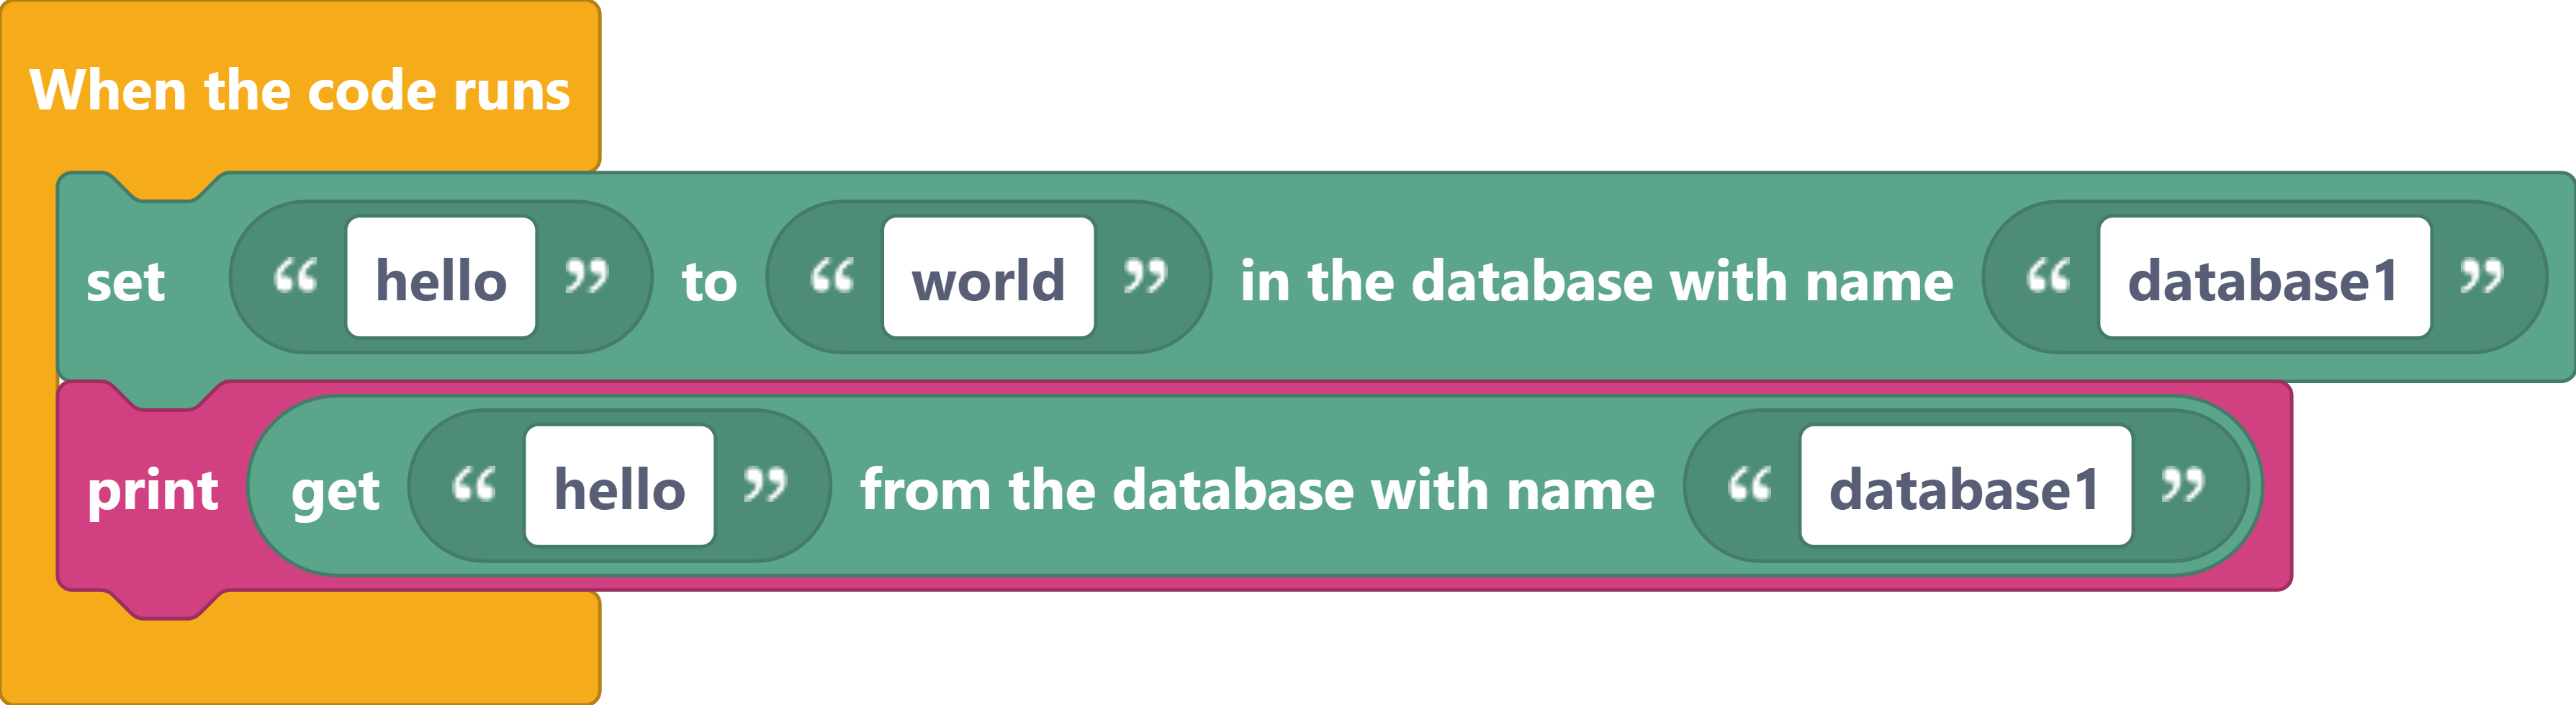 When the code runs
set “ hello ” to “ world ” in the database with name “ database1 ”
print get “ hello ” from the database with name “ database1 ”